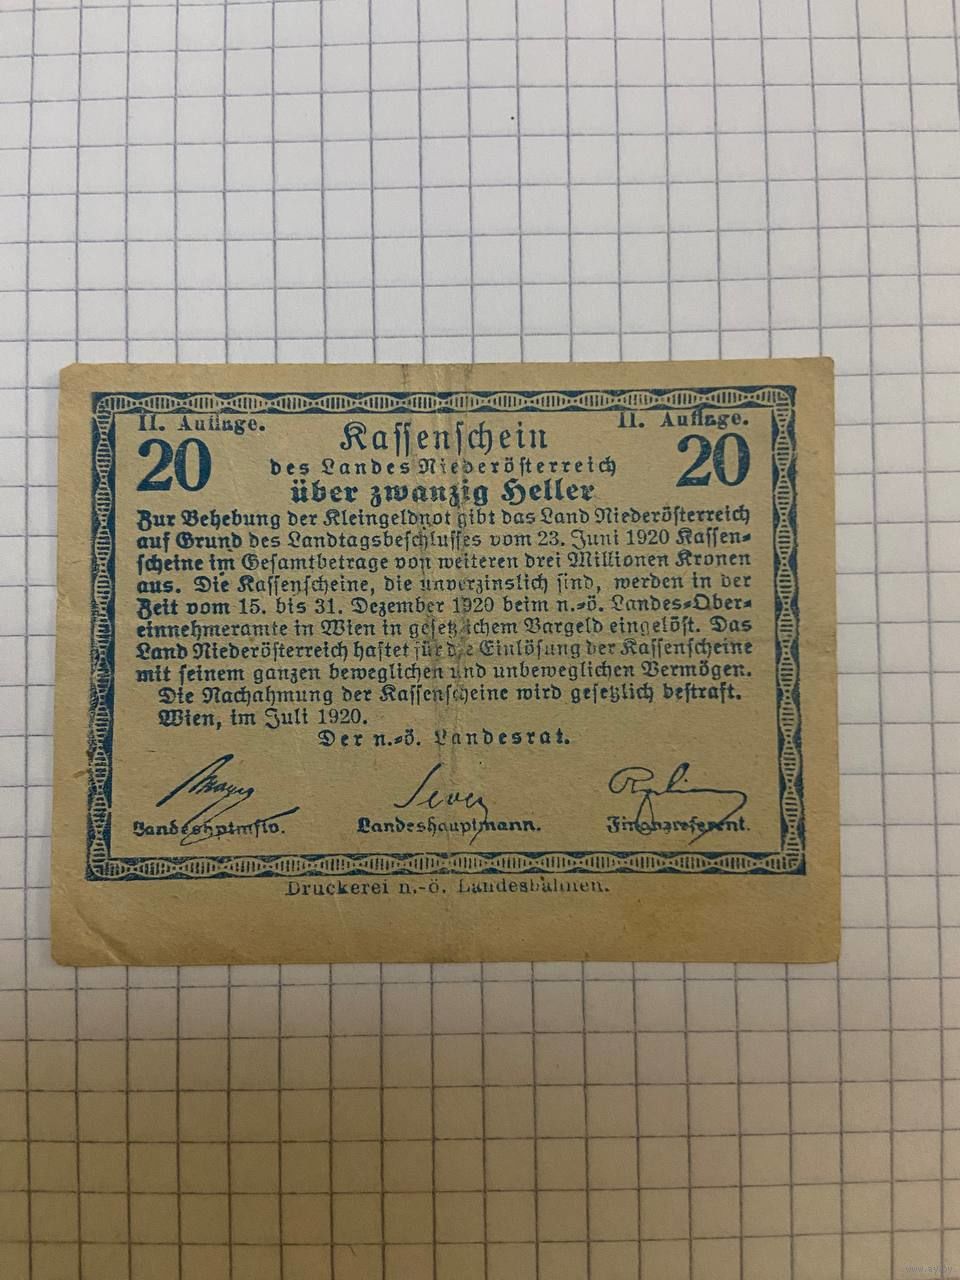 II. Auflage. II. Auflage.
20 Kassenschein 20
des Landes Niederösterreich
über zwanzig Heller
Zur Behebung der Kleingeldnot gibt das Land Niederösterreich
auf Grund des Landtagsbeschlusses vom 23. Juni 1920 Kassen-
scheine im Gesamtbetrage von weiteren drei Millionen Kronen
aus. Die Kassenscheine, die unverzinslich sind, werden in der
Zeit vom 15. bis 31. Dezember 1920 beim n.-ö. Landes-Ober-
einnehmeramte in Wien in gesetzlichem Bargeld eingelöst. Das
Land Niederösterreich haftet für die Einlösung der Kassenscheine
mit seinem ganzen beweglichen und unbeweglichen Vermögen.
Die Nachahmung der Kassenscheine wird gesetzlich bestraft.
Wien, im Juli 1920.
Der n.-ö. Landesrat.
Sever
Landeshptmstv. Landeshauptmann. Finanzreferent.
Druckerei n.-ö. Landesbahnen.
www.ay.by